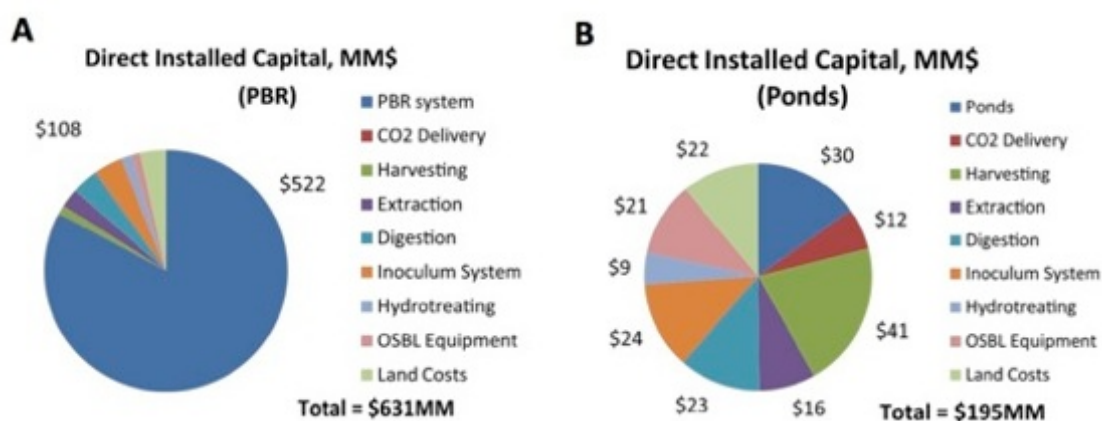 A
Direct Installed Capital, MM$
(PBR)
$108
$522
PBR system
CO2 Delivery
Harvesting
Extraction
Digestion
Inoculum System
Hydrotreating
OSBL Equipment
Land Costs
Total = $631MM
B
Direct Installed Capital, MM$
(Ponds)
$22
$30
$21
$12
$9
$41
$24
$23
$16
Ponds
CO2 Delivery
Harvesting
Extraction
Digestion
Inoculum System
Hydrotreating
OSBL Equipment
Land Costs
Total = $195MM